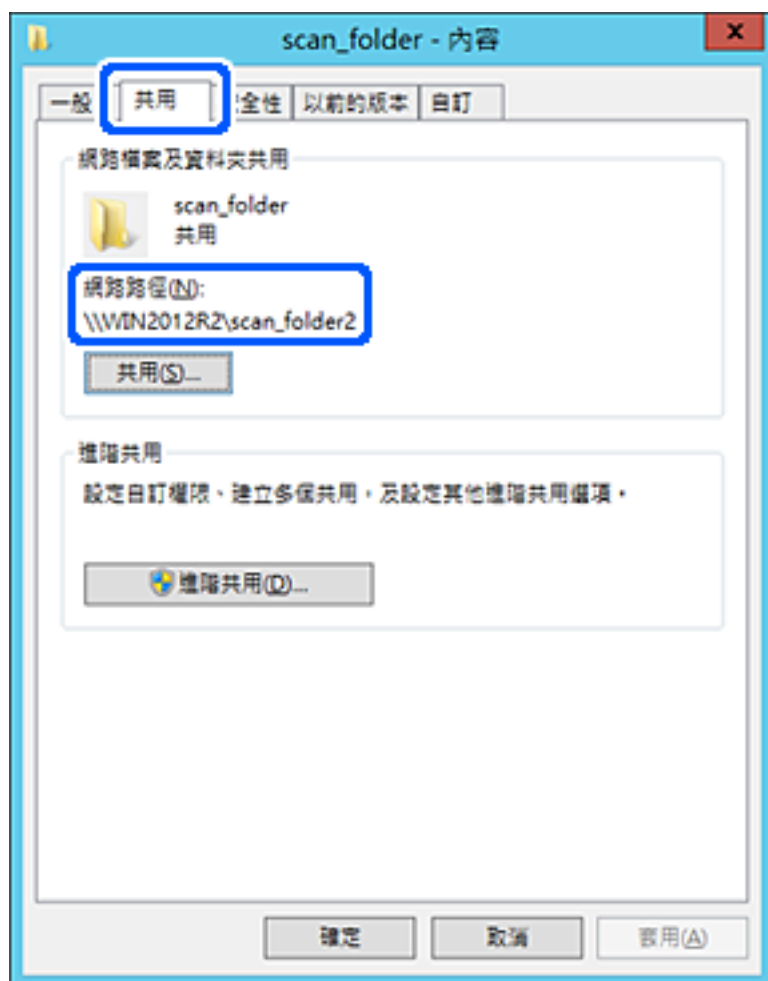 scan_folder - 內容
一般 共用 全性 以前的版本 自訂
網路檔案及資料夾共用
scan_folder
共用
網路路徑(N):
\\WIN2012R2\scan_folder2
共用(S)...
進階共用
設定自訂權限、建立多個共用，及設定其他進階共用選項。
進階共用(D)...
確定 取消 套用(A)